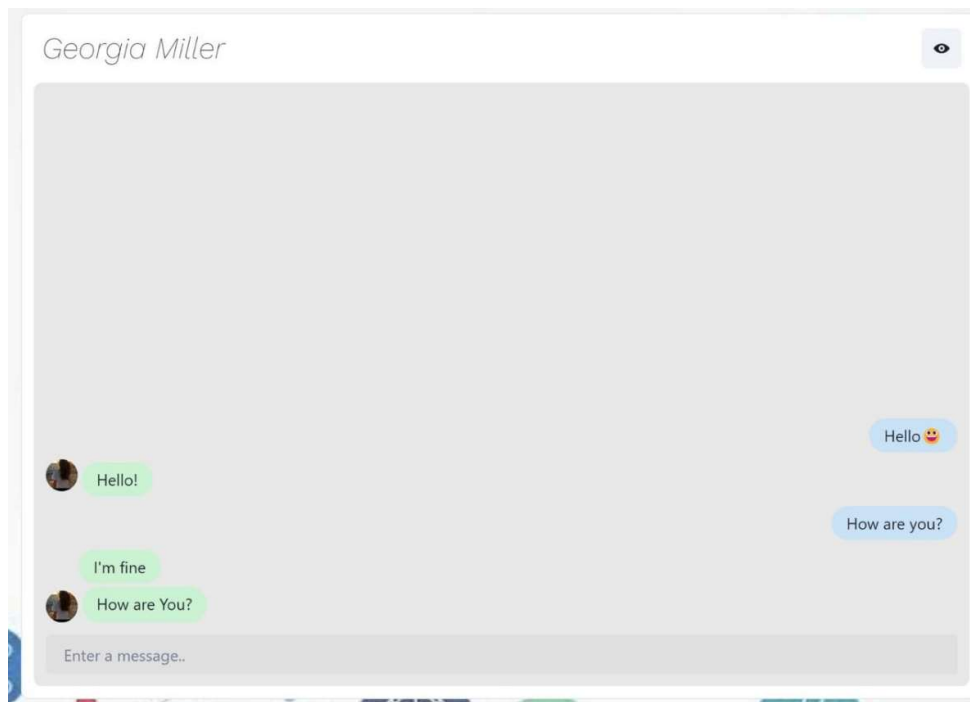 Georgia Miller
Hello😀
Hello!
How are you?
I'm fine
How are You?
Enter a message..